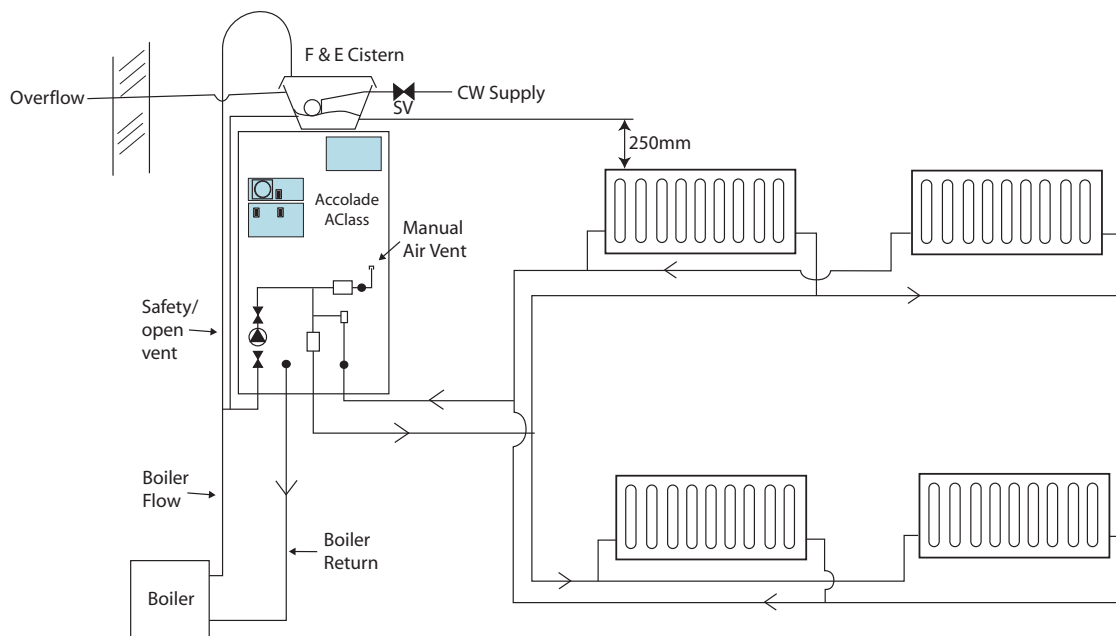 F & E Cistern
Overflow
CW Supply
SV
250mm
Accolade
AClass
Manual
Air Vent
Safety/
open
vent
Boiler
Flow
Boiler
Return
Boiler